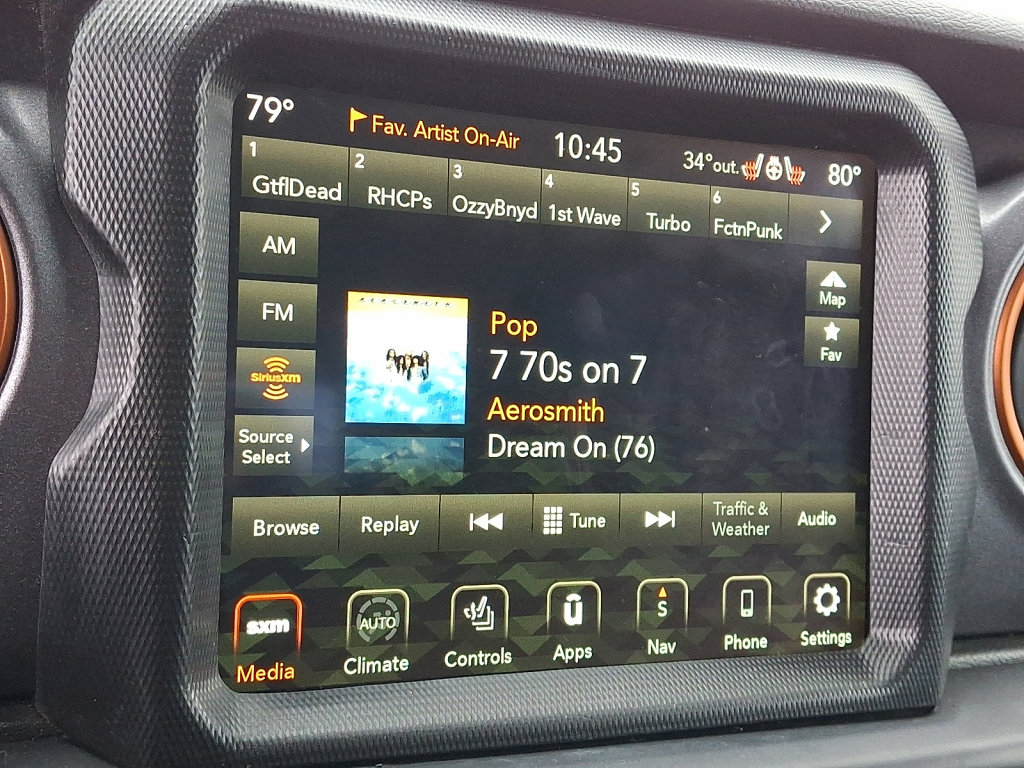 79°
Fav. Artist On-Air
10:45
34°out.
80°
1 GtflDead
2 RHCPs
3 OzzyBnyd
4 1st Wave
5 Turbo
6 FctnPunk
AM
FM
SiriusXM
Source
Select
AEROSMITH
Pop
7 70s on 7
Aerosmith
Dream On (76)
Map
Fav
Browse
Replay
Tune
Traffic &
Weather
Audio
sxm
Media
AUTO
Climate
Controls
ū
Apps
S
Nav
Phone
Settings